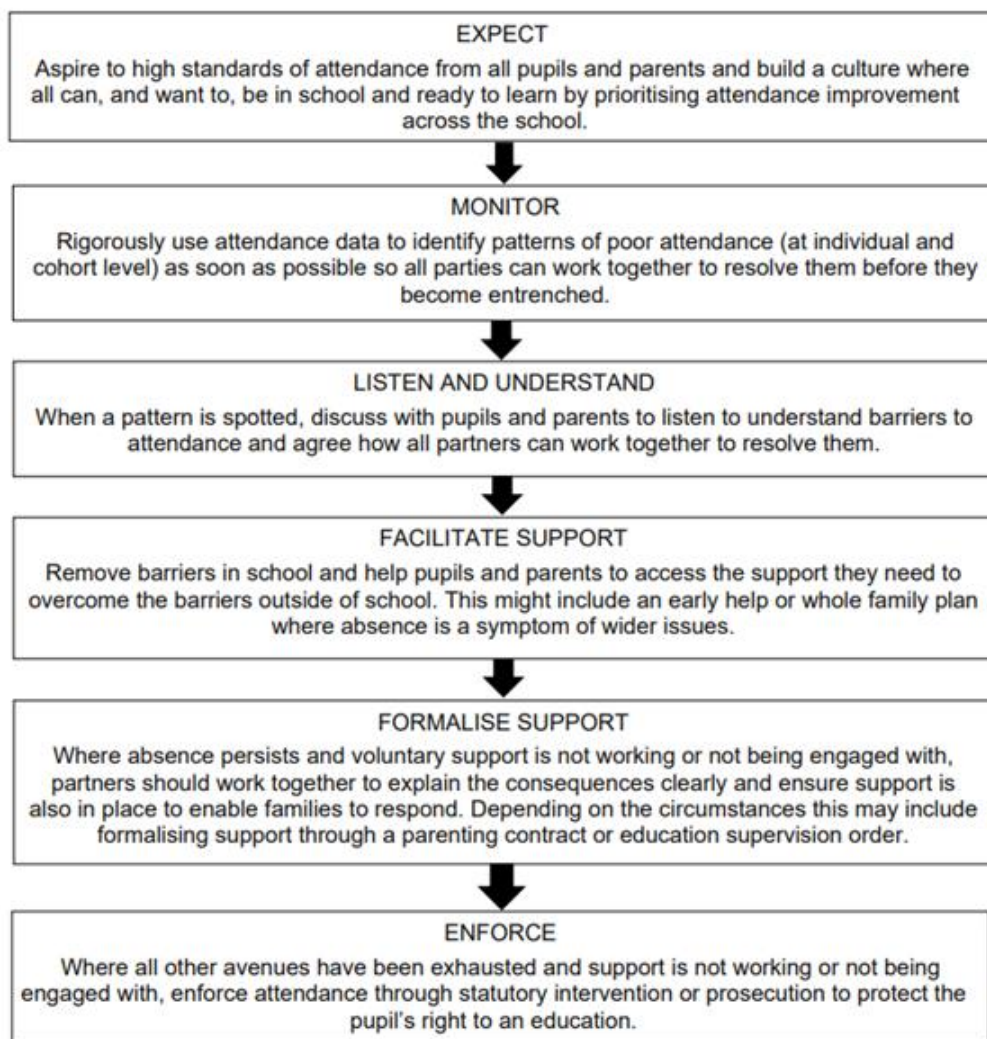 EXPECT
Aspire to high standards of attendance from all pupils and parents and build a culture where
all can, and want to, be in school and ready to learn by prioritising attendance improvement
across the school.
MONITOR
Rigorously use attendance data to identify patterns of poor attendance (at individual and
cohort level) as soon as possible so all parties can work together to resolve them before they
become entrenched.
LISTEN AND UNDERSTAND
When a pattern is spotted, discuss with pupils and parents to listen to understand barriers to
attendance and agree how all partners can work together to resolve them.
FACILITATE SUPPORT
Remove barriers in school and help pupils and parents to access the support they need to
overcome the barriers outside of school. This might include an early help or whole family plan
where absence is a symptom of wider issues.
FORMALISE SUPPORT
Where absence persists and voluntary support is not working or not being engaged with,
partners should work together to explain the consequences clearly and ensure support is
also in place to enable families to respond. Depending on the circumstances this may include
formalising support through a parenting contract or education supervision order.
ENFORCE
Where all other avenues have been exhausted and support is not working or not being
engaged with, enforce attendance through statutory intervention or prosecution to protect the
pupil's right to an education.